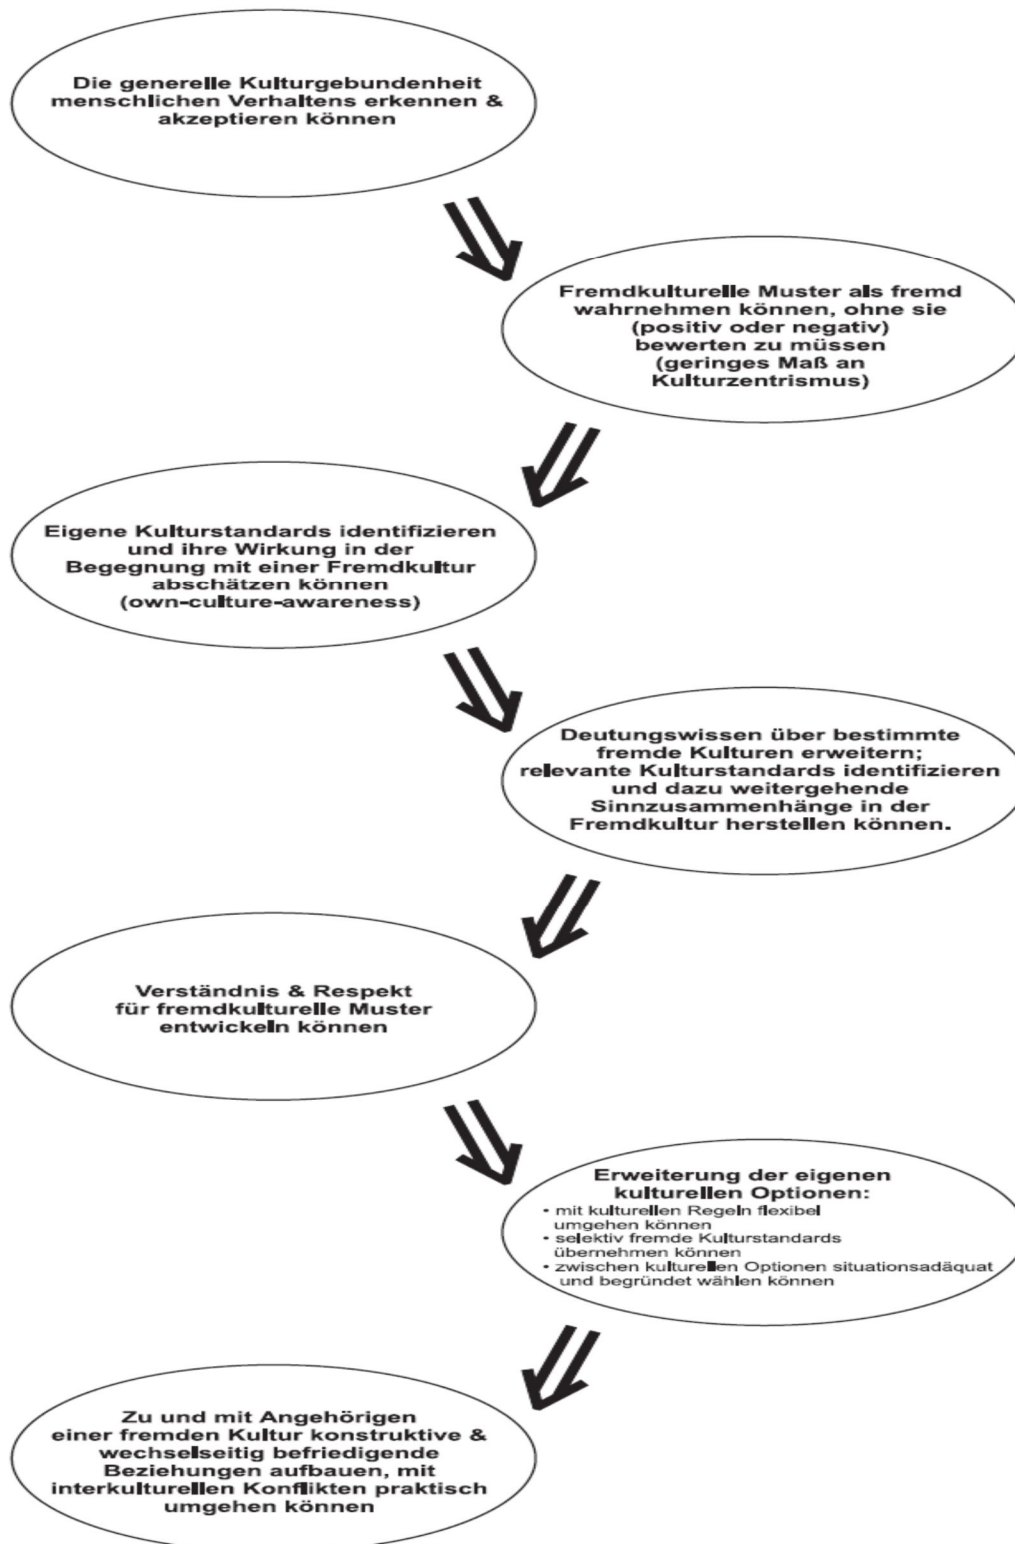 Die generelle Kulturgebundenheit
menschlichen Verhaltens erkennen &
akzeptieren können
Fremdkulturelle Muster als fremd
wahrnehmen können, ohne sie
(positiv oder negativ)
bewerten zu müssen
(geringes Maß an
Kulturzentrismus)
Eigene Kulturstandards identifizieren
und ihre Wirkung in der
Begegnung mit einer Fremdkultur
abschätzen können
(own-culture-awareness)
Deutungswissen über bestimmte
fremde Kulturen erweitern;
relevante Kulturstandards identifizieren
und dazu weitergehende
Sinnzusammenhänge in der
Fremdkultur herstellen können.
Verständnis & Respekt
für fremdkulturelle Muster
entwickeln können
Erweiterung der eigenen
kulturellen Optionen:
• mit kulturellen Regeln flexibel
umgehen können
• selektiv fremde Kulturstandards
übernehmen können
• zwischen kulturellen Optionen situationsadäquat
und begründet wählen können
Zu und mit Angehörigen
einer fremden Kultur konstruktive &
wechselseitig befriedigende
Beziehungen aufbauen, mit
interkulturellen Konflikten praktisch
umgehen können